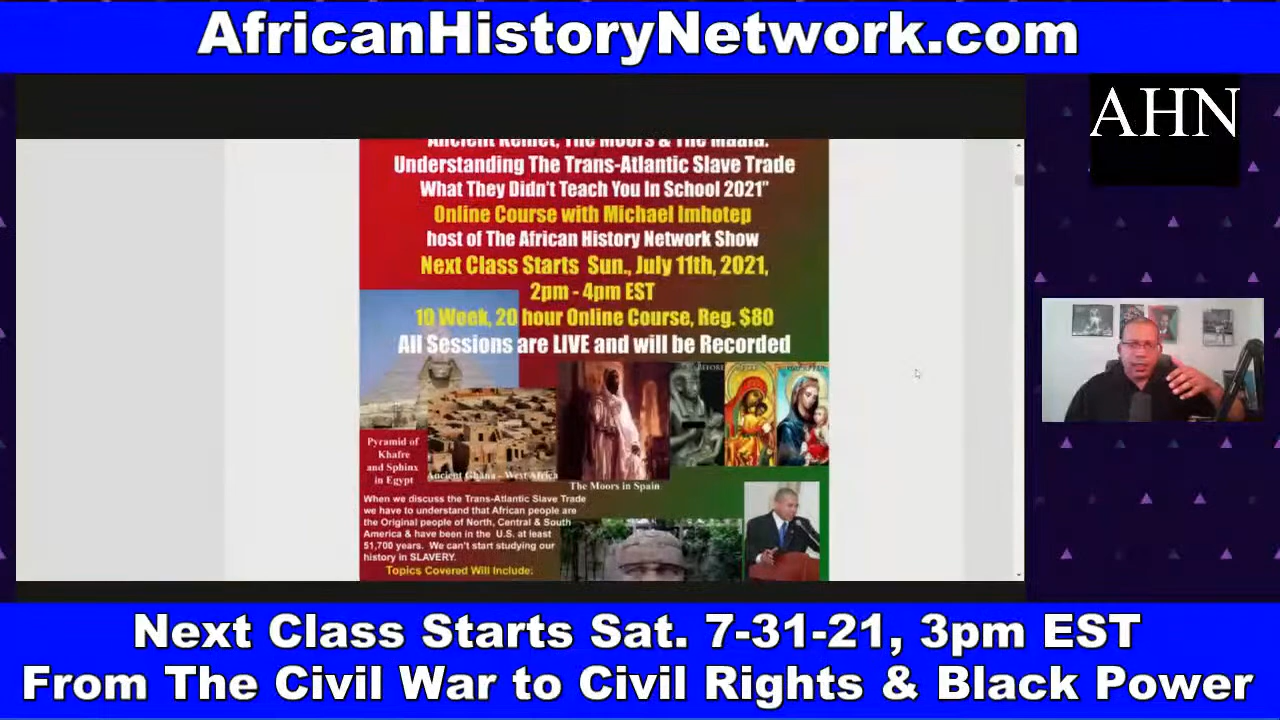 AfricanHistoryNetwork.com
AHN
Ancient Kemet, The Moors & The Maafa:
Understanding The Trans-Atlantic Slave Trade
What They Didn't Teach You In School 2021"
Online Course with Michael Imhotep
host of The African History Network Show
Next Class Starts Sun., July 11th, 2021,
2pm - 4pm EST
10 Week, 20 hour Online Course, Reg. $80
All Sessions are LIVE and will be Recorded
BEFORE
Pyramid of
Khafre
and Sphinx
in Egypt
Ancient Ghana - West Africa
The Moors in Spain
When we discuss the Trans-Atlantic Slave Trade
we have to understand that African people are
the Original people of North, Central & South
America & have been in the U.S. at least
51,700 years. We can't start studying our
history in SLAVERY.
Topics Covered Will Include:
Next Class Starts Sat. 7-31-21, 3pm EST
From The Civil War to Civil Rights & Black Power